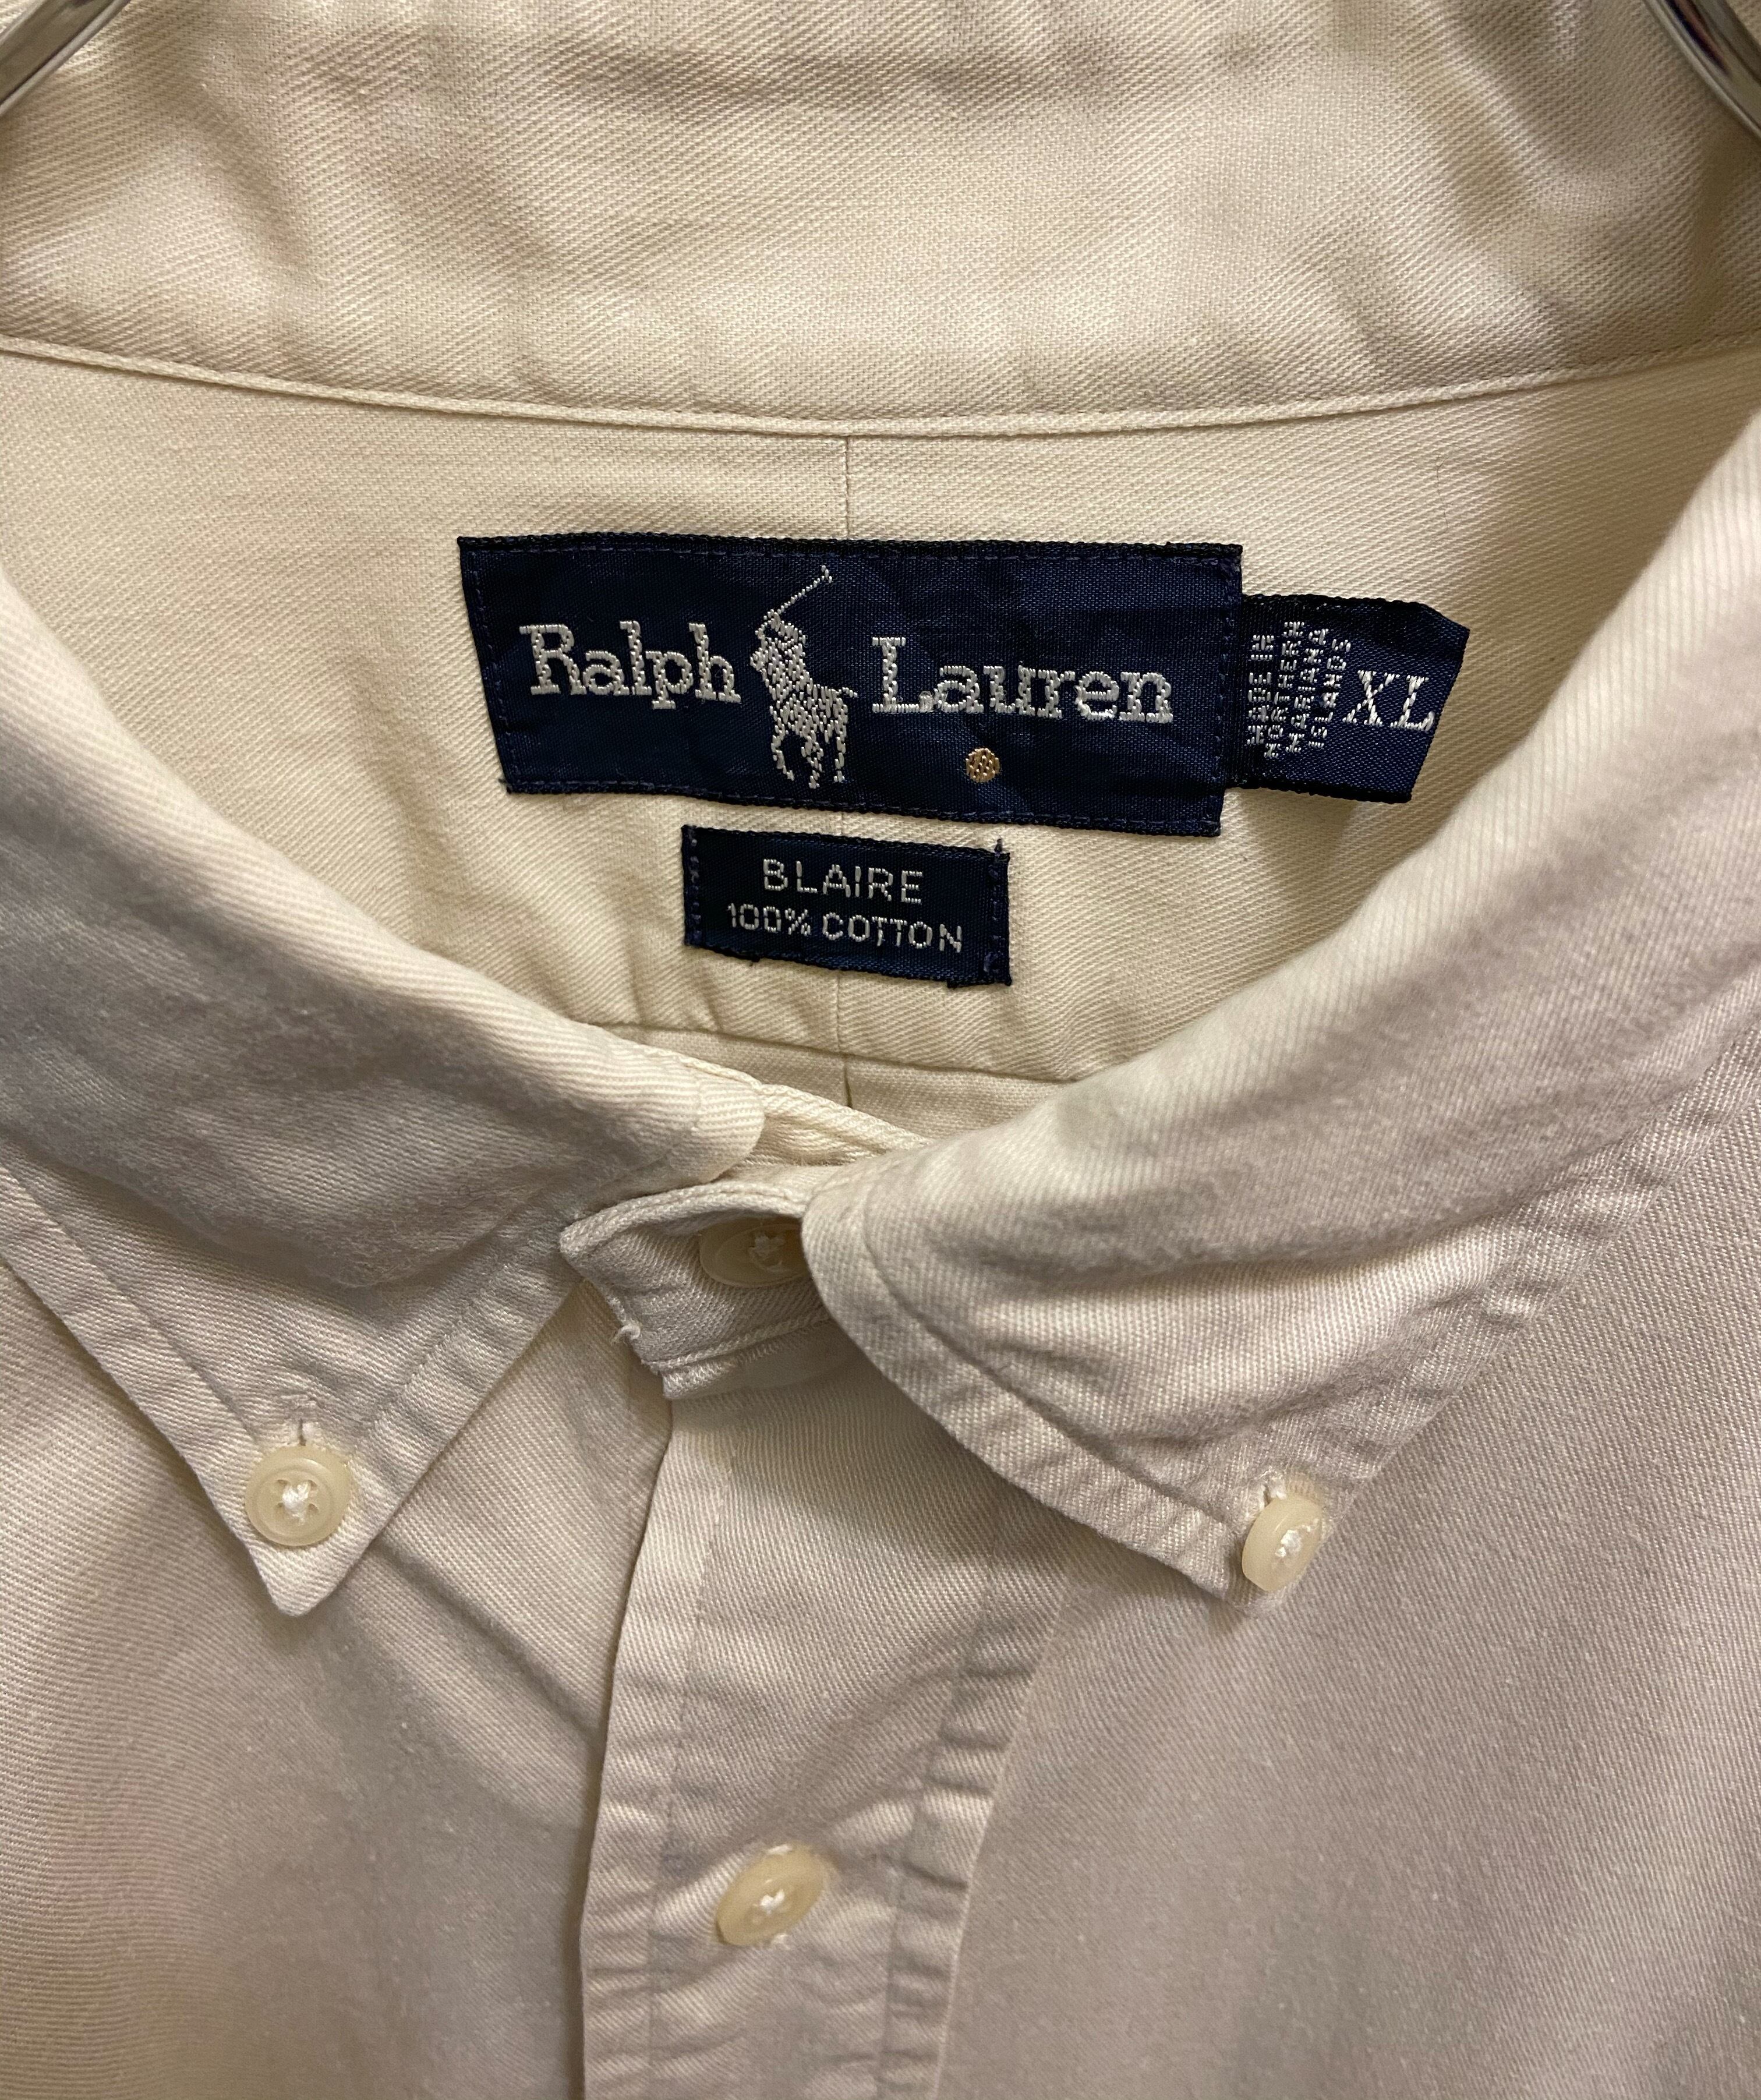 Ralph Lauren
MADE IN
NORTHERN
MARIANA
ISLANDS
XL
BLAIRE
100% COTTON